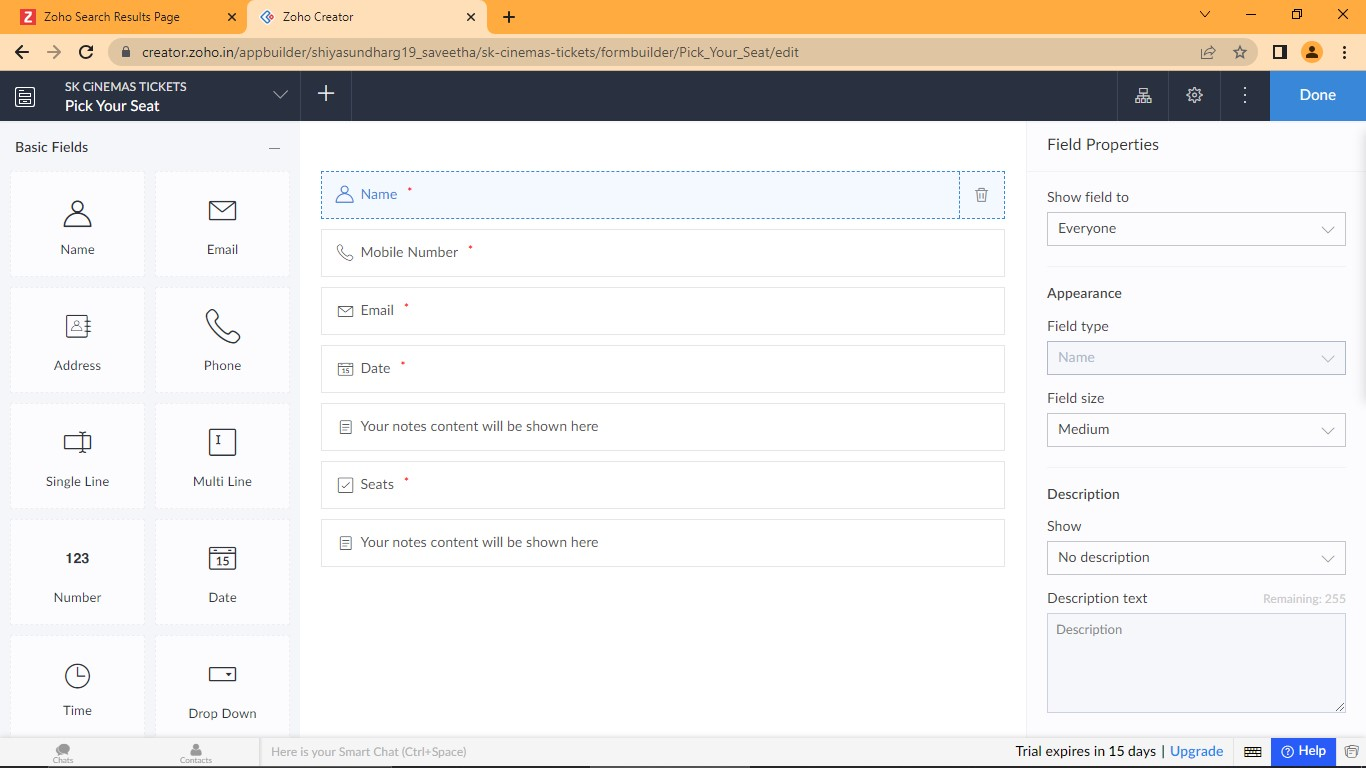 Zoho Search Results Page
Zoho Creator
creator.zoho.in/appbuilder/shiyasundharg19_saveetha/sk-cinemas-tickets/formbuilder/Pick_Your_Seat/edit
SK CiNEMAS TICKETS
Pick Your Seat
Done
Basic Fields
Name
Email
Address
Phone
Single Line
I
Multi Line
123
Number
15
Date
Time
Drop Down
Name *
Mobile Number *
Email *
15 Date *
Your notes content will be shown here
Seats *
Your notes content will be shown here
Field Properties
Show field to
Everyone
Appearance
Field type
Name
Field size
Medium
Description
Show
No description
Description text Remaining: 255
Description
Chats
Contacts
Here is your Smart Chat (Ctrl+Space)
Trial expires in 15 days | Upgrade
? Help